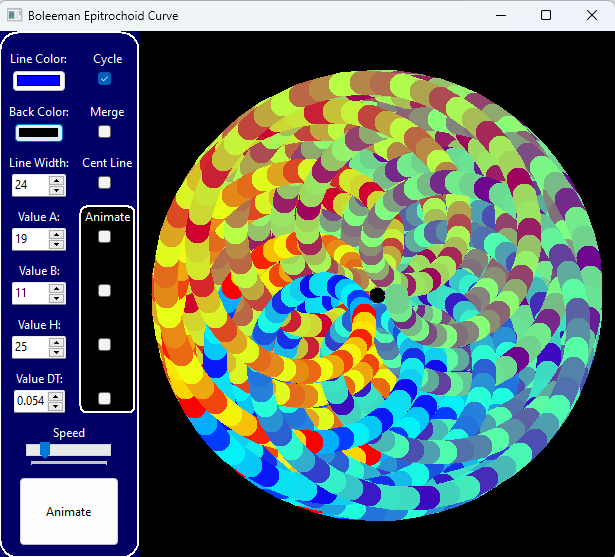 Boleeman Epitrochoid Curve
Line Color: Cycle
Back Color: Merge
Line Width: Cent Line
24
Value A: Animate
19
Value B:
11
Value H:
25
Value DT:
0.054
Speed
Animate